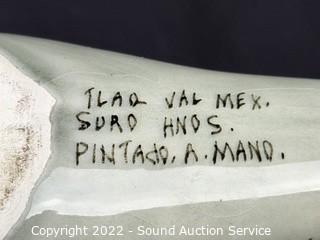 TLAQ VAL MEX.
SURO HNOS.
PINTADO. A. MANO.
Copyright 2022 - Sound Auction Service